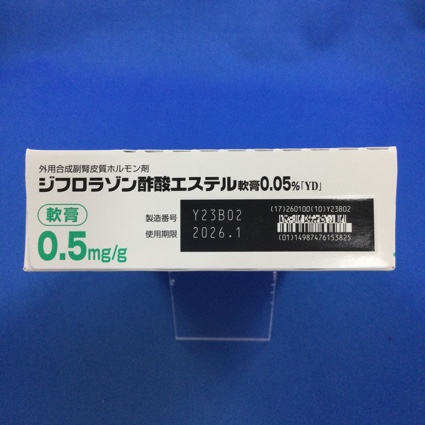 外用合成副腎皮質ホルモン剤
ジフロラゾン酢酸エステル軟膏0.05%「YD」
軟膏
0.5mg/g
製造番号 Y23B02
使用期限 2026.1
(17)260100(10)Y23B02
(01)14987476153825